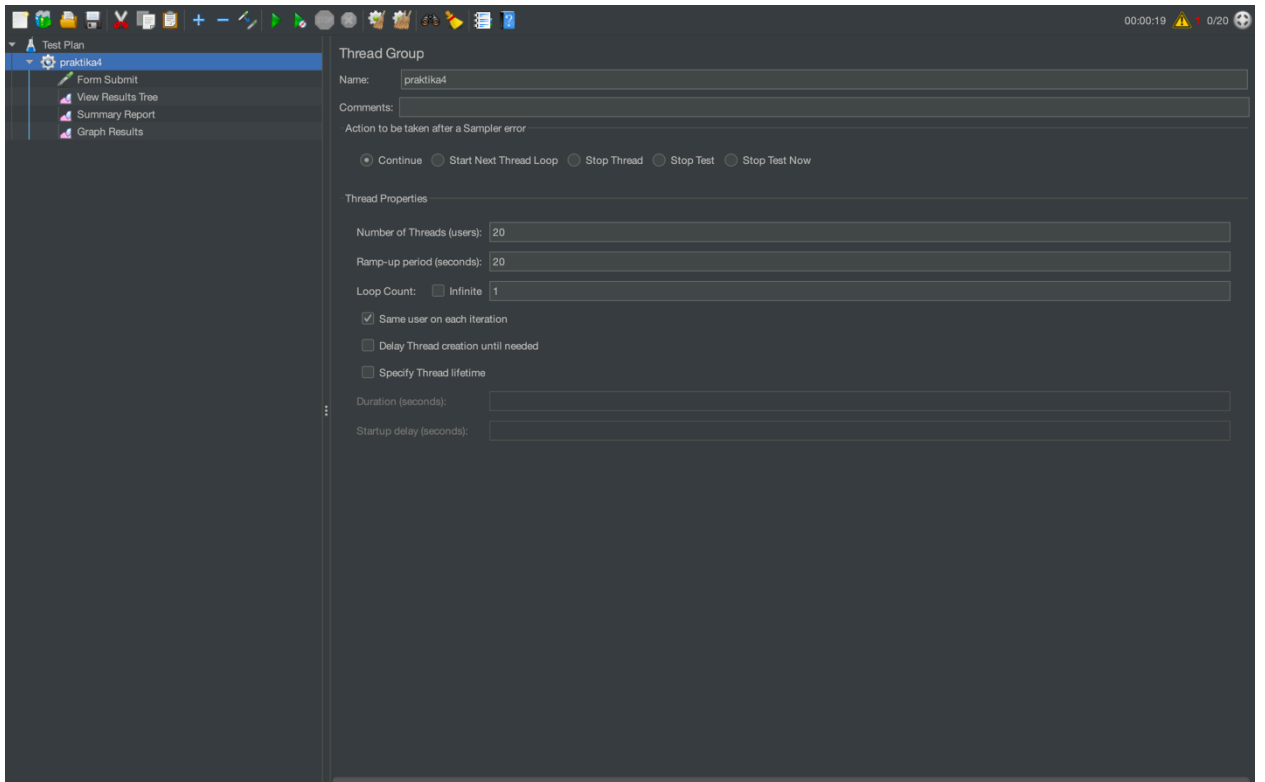 00:00:19 1 0/20
Test Plan
praktika4
Form Submit
View Results Tree
Summary Report
Graph Results
Thread Group
Name: praktika4
Comments:
Action to be taken after a Sampler error
Continue Start Next Thread Loop Stop Thread Stop Test Stop Test Now
Thread Properties
Number of Threads (users): 20
Ramp-up period (seconds): 20
Loop Count: Infinite 1
Same user on each iteration
Delay Thread creation until needed
Specify Thread lifetime
Duration (seconds):
Startup delay (seconds):